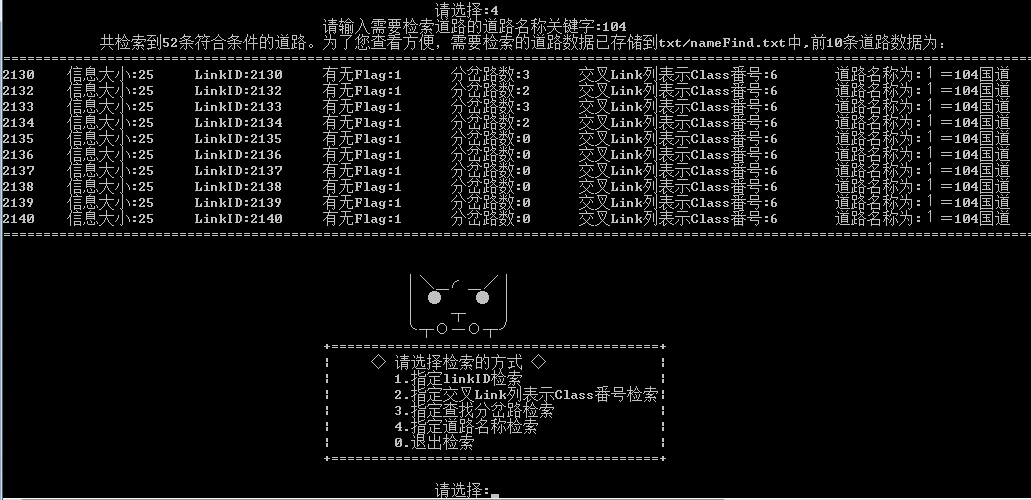 请选择:4
请输入需要检索道路的道路名称关键字:104
共检索到52条符合条件的道路。为了您查看方便，需要检索的道路数据已存储到txt/nameFind.txt中,前10条道路数据为:
2130 信息大小:25 LinkID:2130 有无Flag:1 分岔路数:3 交叉Link列表示Class番号:6 道路名称为:1=104国道
2132 信息大小:25 LinkID:2132 有无Flag:1 分岔路数:2 交叉Link列表示Class番号:6 道路名称为:1=104国道
2133 信息大小:25 LinkID:2133 有无Flag:1 分岔路数:3 交叉Link列表示Class番号:6 道路名称为:1=104国道
2134 信息大小:25 LinkID:2134 有无Flag:1 分岔路数:2 交叉Link列表示Class番号:6 道路名称为:1=104国道
2135 信息大小:25 LinkID:2135 有无Flag:1 分岔路数:0 交叉Link列表示Class番号:6 道路名称为:1=104国道
2136 信息大小:25 LinkID:2136 有无Flag:1 分岔路数:0 交叉Link列表示Class番号:6 道路名称为:1=104国道
2137 信息大小:25 LinkID:2137 有无Flag:1 分岔路数:0 交叉Link列表示Class番号:6 道路名称为:1=104国道
2138 信息大小:25 LinkID:2138 有无Flag:1 分岔路数:0 交叉Link列表示Class番号:6 道路名称为:1=104国道
2139 信息大小:25 LinkID:2139 有无Flag:1 分岔路数:0 交叉Link列表示Class番号:6 道路名称为:1=104国道
2140 信息大小:25 LinkID:2140 有无Flag:1 分岔路数:0 交叉Link列表示Class番号:6 道路名称为:1=104国道
◇ 请选择检索的方式 ◇
1.指定linkID检索
2.指定交叉Link列表示Class番号检索
3.指定查找分岔路检索
4.指定道路名称检索
0.退出检索
请选择: